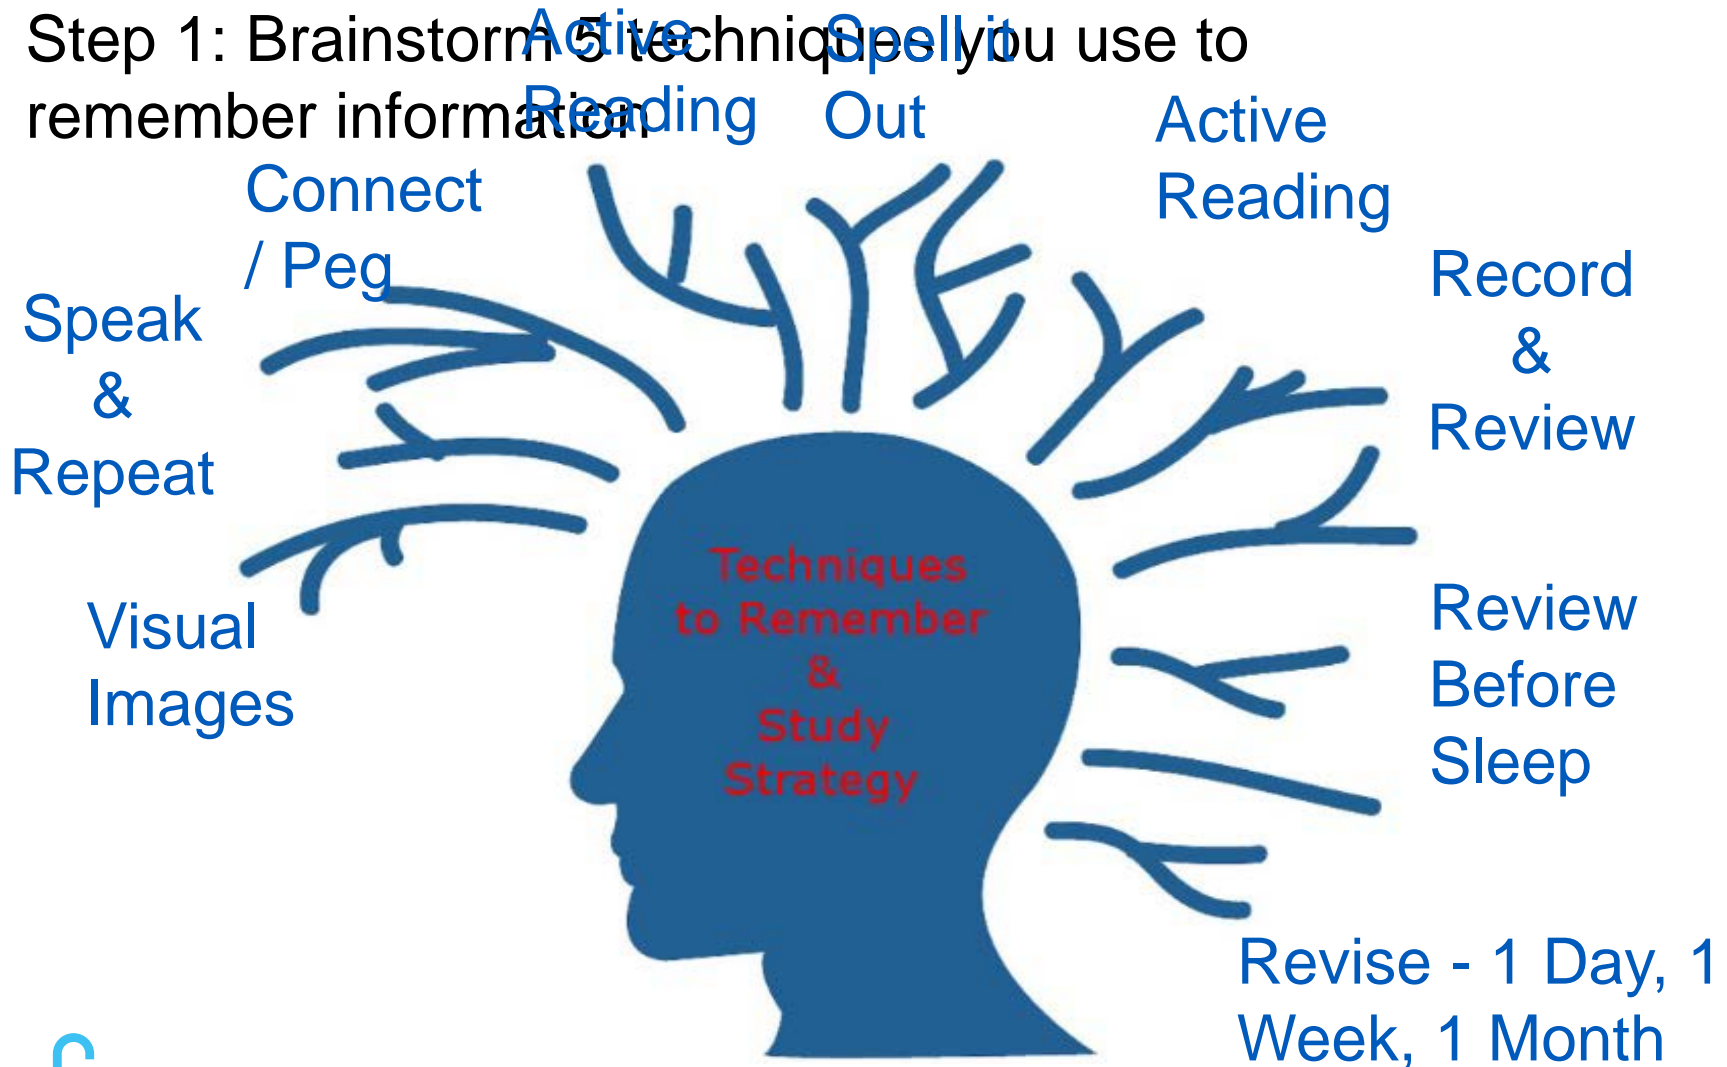 Step 1: Brainstorm 5 techniques you use to
remember information
Active
Reading
Spell it
Out
Active
Reading
Connect
/ Peg
Record
&
Review
Speak
&
Repeat
Techniques
to Remember
&
Study
Strategy
Visual
Images
Review
Before
Sleep
Revise - 1 Day, 1
Week, 1 Month